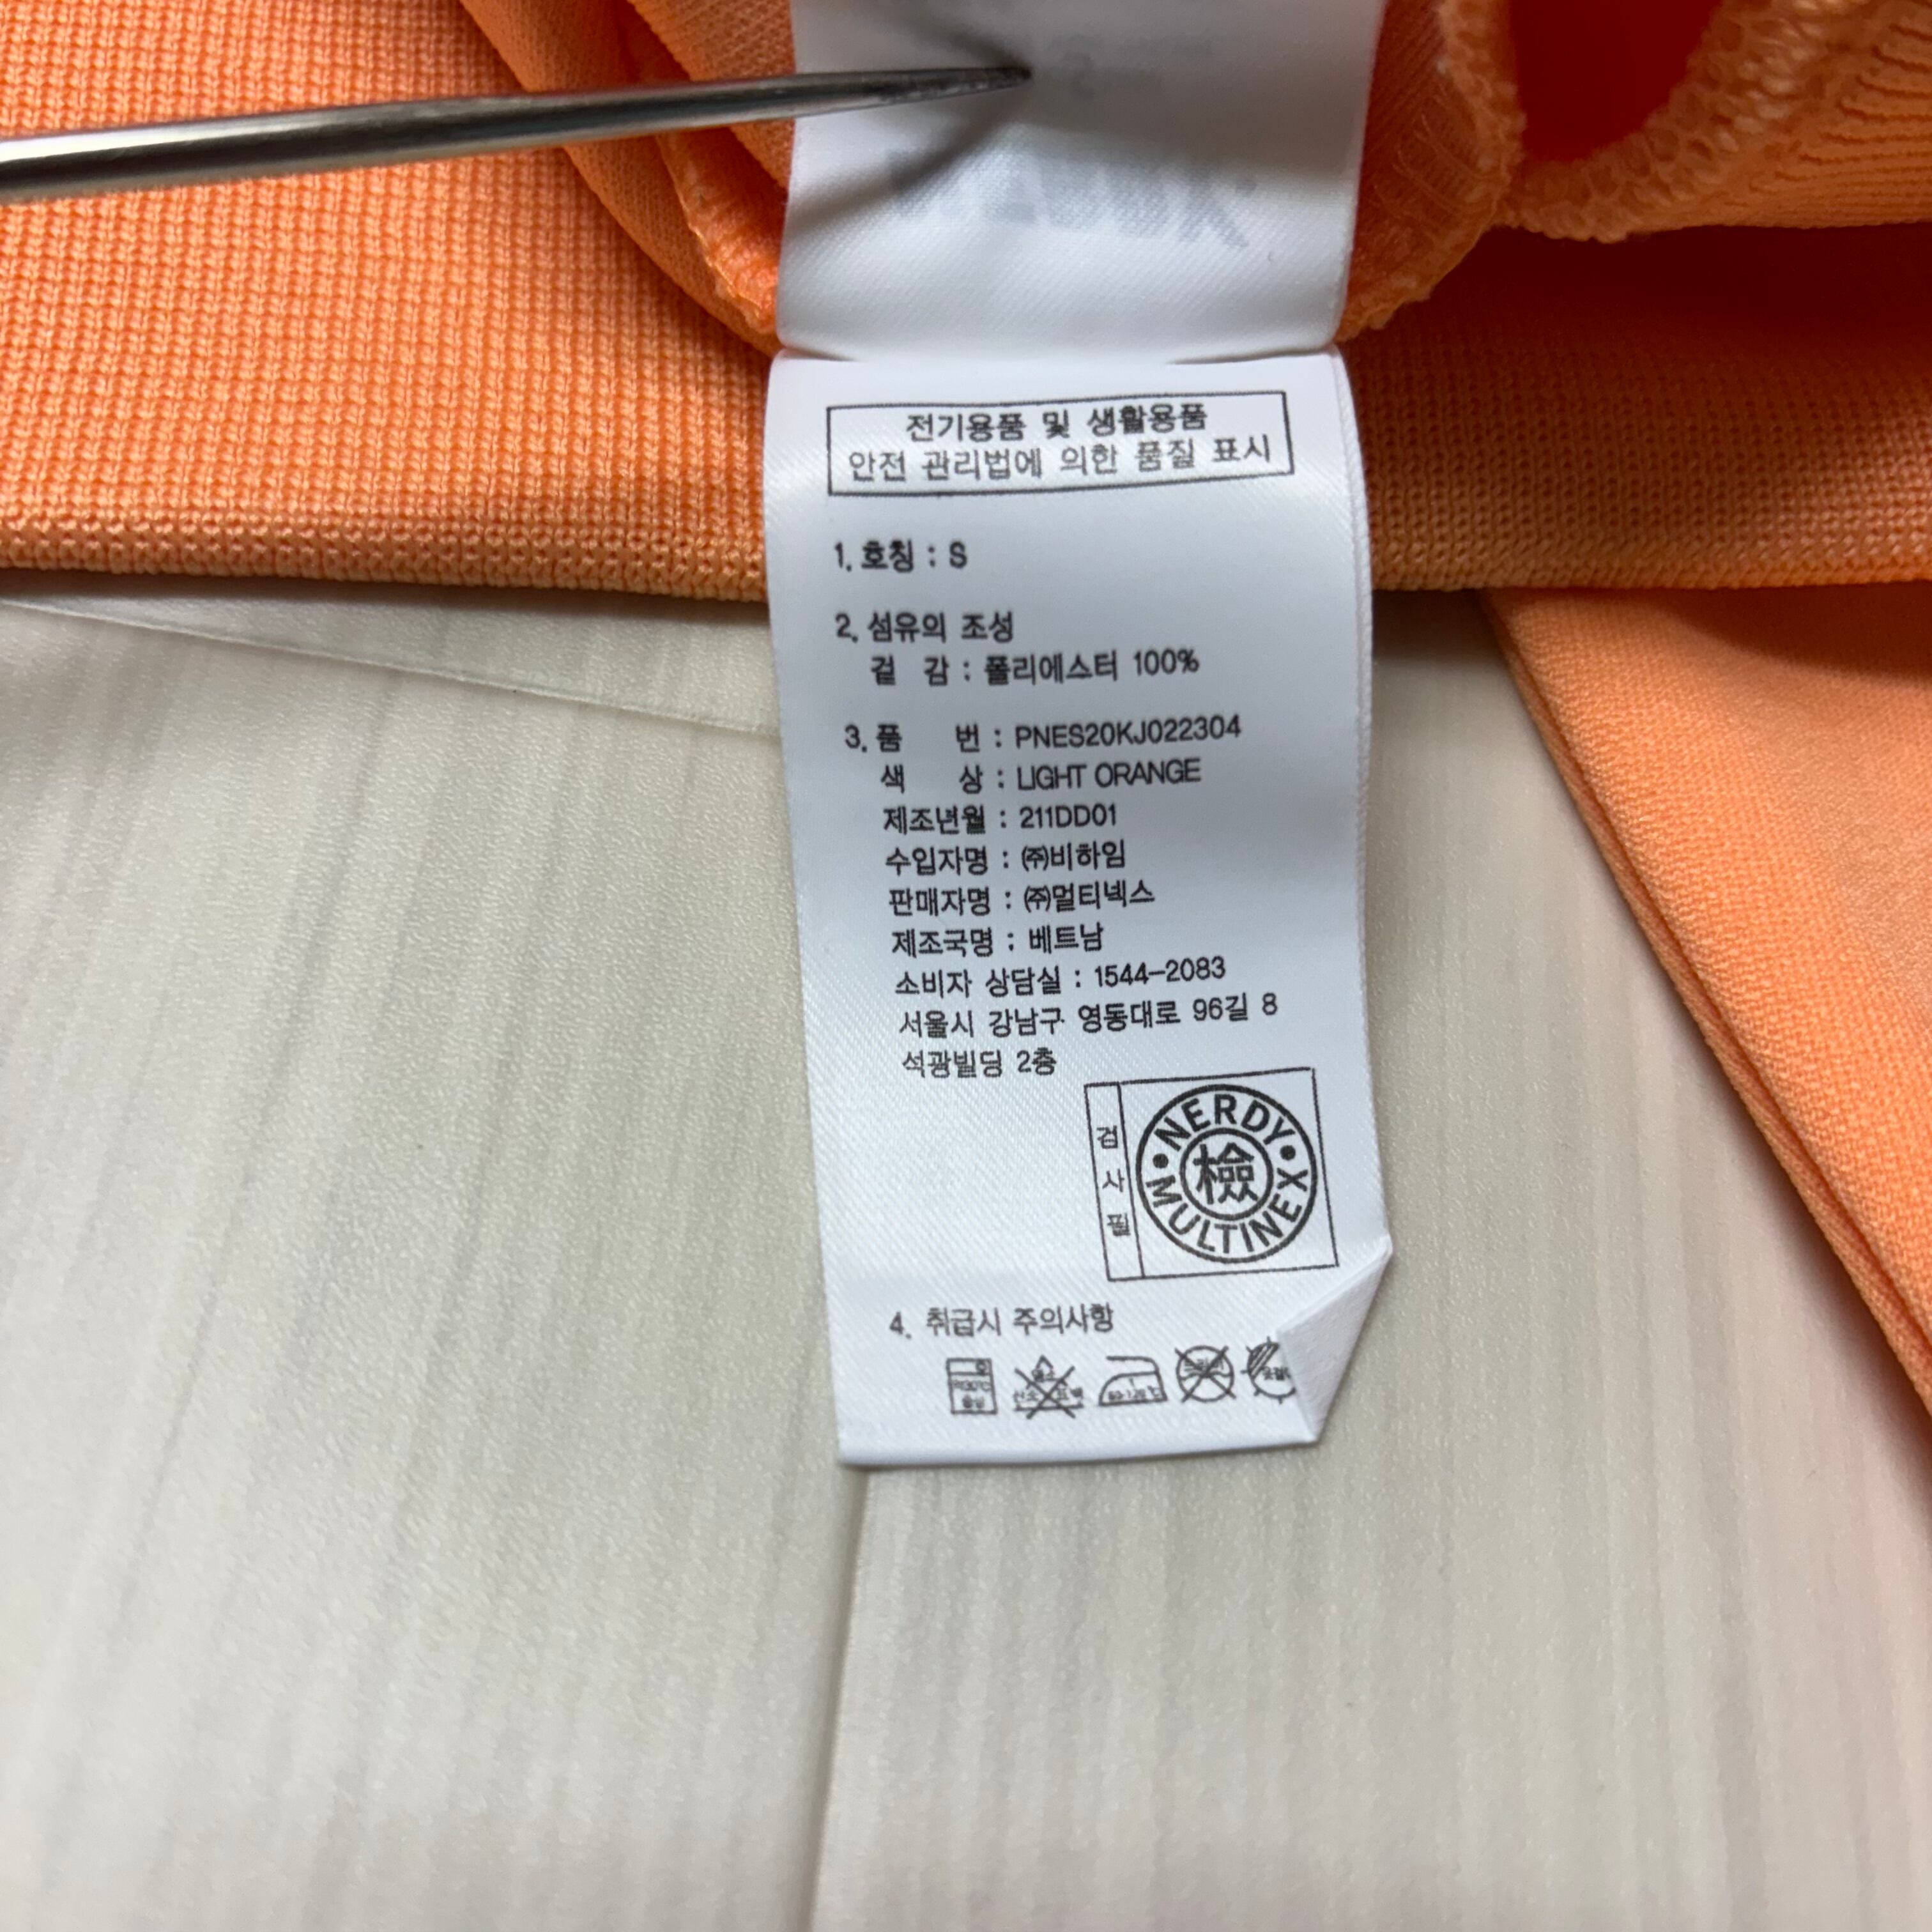 전기용품 및 생활용품
안전 관리법에 의한 품질 표시
1. 호칭 : S
2. 섬유의 조성
겉 감 : 폴리에스터 100%
3. 품 번 : PNES20KJ022304
색 상 : LIGHT ORANGE
제조년월 : 211DD01
수입자명 : ㈜비하임
판매자명 : ㈜멀티넥스
제조국명 : 베트남
소비자 상담실 : 1544-2083
서울시 강남구 영동대로 96길 8
석광빌딩 2층
검사필
NERDY
檢
MULTINEX
4. 취급시 주의사항